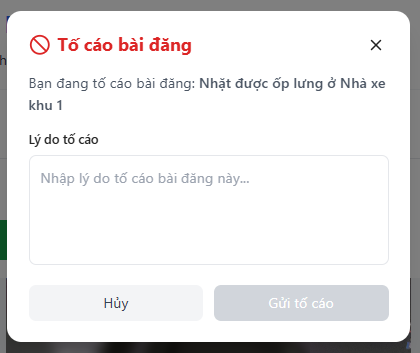 Tố cáo bài đăng
Bạn đang tố cáo bài đăng: Nhặt được ốp lưng ở Nhà xe
khu 1
Lý do tố cáo
Nhập lý do tố cáo bài đăng này...
Hủy
Gửi tố cáo